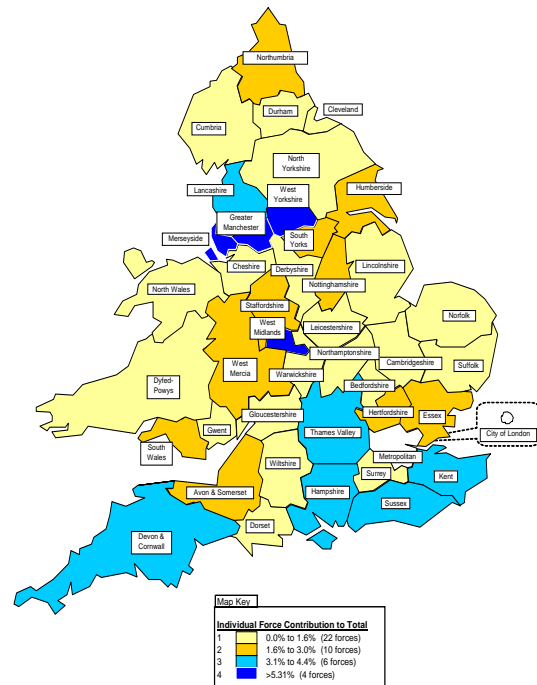 Northumbria
Durham
Cleveland
Cumbria
North
Yorkshire
Lancashire
West
Yorkshire
Humberside
Greater
Manchester
South
Yorks
Merseyside
Cheshire
Derbyshire
Lincolnshire
North Wales
Nottinghamshire
Staffordshire
Norfolk
West
Midlands
Leicestershire
Northamptonshire
West
Mercia
Cambridgeshire
Suffolk
Dyfed-
Powys
Warwickshire
Bedfordshire
Gwent
Gloucestershire
Hertfordshire
Essex
Thames Valley
City of London
South
Wales
Metropolitan
Wiltshire
Surrey
Kent
Avon & Somerset
Hampshire
Sussex
Dorset
Devon &
Cornwall
Map Key
Individual Force Contribution to Total
1 0.0% to 1.6% (22 forces)
2 1.6% to 3.0% (10 forces)
3 3.1% to 4.4% (6 forces)
4 >5.31% (4 forces)